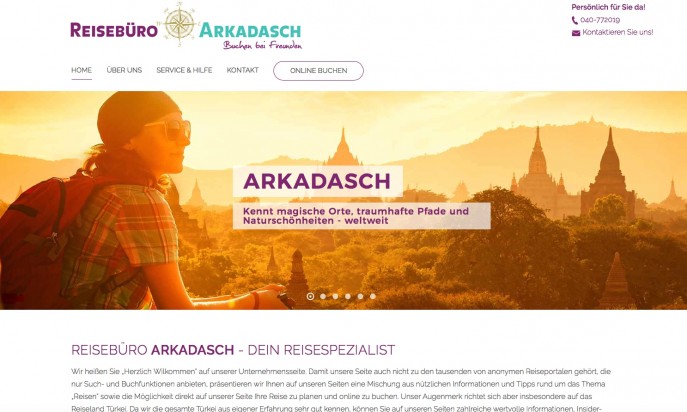 Persönlich für Sie da!
REISEBÜRO ARKADASCH
Buchen bei Freunden
040-772019
Kontaktieren Sie uns!
HOME ÜBER UNS SERVICE & HILFE KONTAKT ONLINE BUCHEN
ARKADASCH
Kennt magische Orte, traumhafte Pfade und
Naturschönheiten - weltweit
REISEBÜRO ARKADASCH - DEIN REISESPEZIALIST
Wir heißen Sie „Herzlich Wilkommen" auf unserer Unternehmensseite. Damit unsere Seite auch nicht zu den tausenden von anonymen Reiseportalen gehört, die
nur Such- und Buchfunktionen anbieten, präsentieren wir Ihnen auf unseren Seiten eine Mischung aus nützlichen Informationen und Tipps rund um das Thema
„Reisen" sowie die Möglichkeit direkt auf unserer Seite Ihre Reise zu planen und online zu buchen. Unser Augenmerk richtet sich aber insbesondere auf das
Reiseland Türkei. Da wir die gesamte Türkei aus eigener Erfahrung sehr gut kennen, können Sie auf unseren Seiten zahlreiche wertvolle Informationen, Insider-